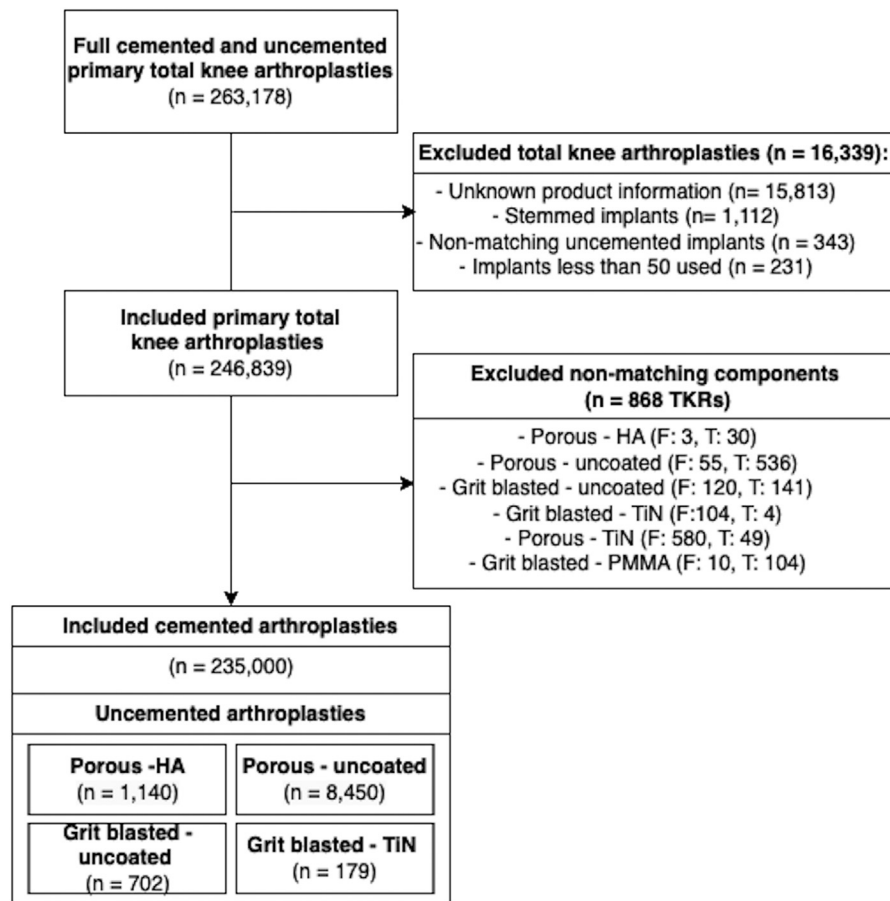 Full cemented and uncemented
primary total knee arthroplasties
(n = 263,178)
Excluded total knee arthroplasties (n = 16,339):
- Unknown product information (n= 15,813)
- Stemmed implants (n= 1,112)
- Non-matching uncemented implants (n = 343)
- Implants less than 50 used (n = 231)
Included primary total
knee arthroplasties
(n = 246,839)
Excluded non-matching components
(n = 868 TKRs)
- Porous - HA (F: 3, T: 30)
- Porous - uncoated (F: 55, T: 536)
- Grit blasted - uncoated (F: 120, T: 141)
- Grit blasted - TiN (F:104, T: 4)
- Porous - TiN (F: 580, T: 49)
- Grit blasted - PMMA (F: 10, T: 104)
Included cemented arthroplasties
(n = 235,000)
Uncemented arthroplasties
Porous -HA
(n = 1,140)
Porous - uncoated
(n = 8,450)
Grit blasted -
uncoated
(n = 702)
Grit blasted - TiN
(n = 179)